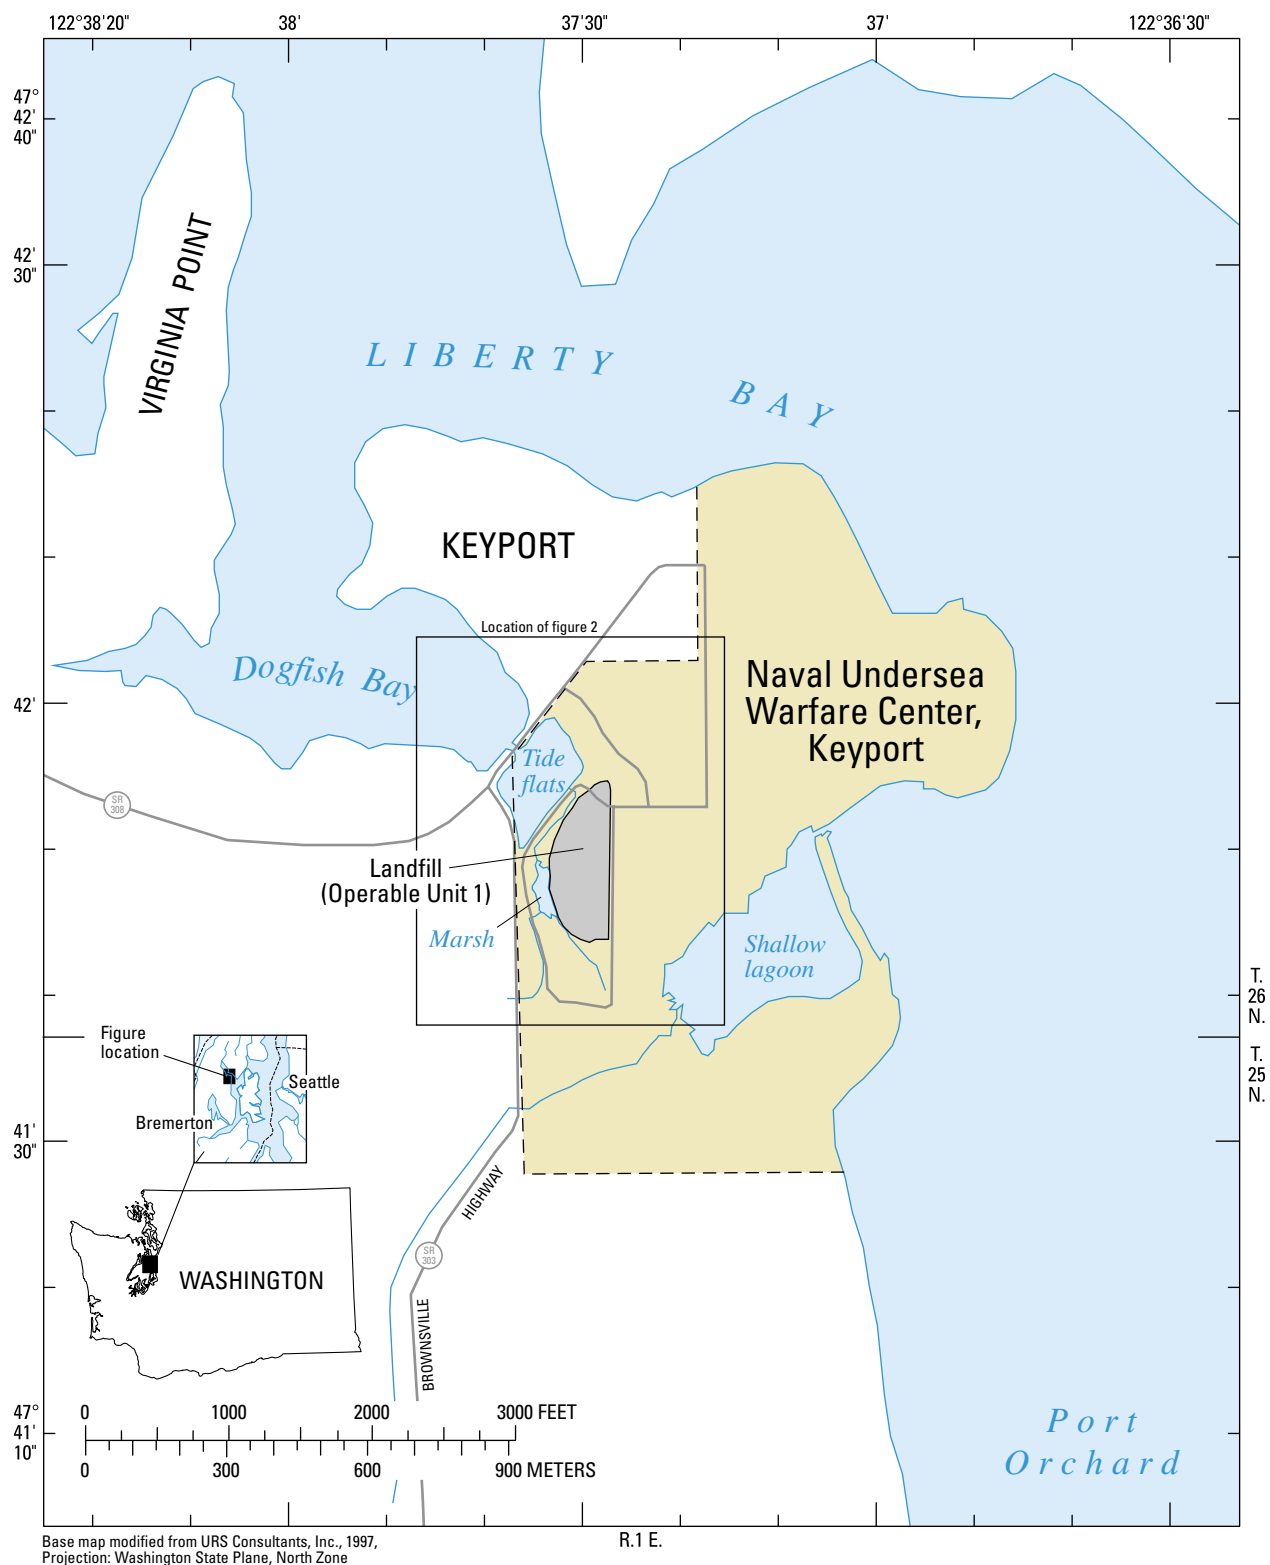 122°38'20"
38'
37'30"
37'
122°36'30"
47°
42'
40"
42'
30"
VIRGINIA POINT
LIBERTY
BAY
KEYPORT
Location of figure 2
Dogfish Bay
Naval Undersea
Warfare Center,
Keyport
42'
Tide
flats
SR
308
Landfill
(Operable Unit 1)
Marsh
Shallow
lagoon
T.
26
N.
T.
25
N.
Figure
location
Seattle
Bremerton
41'
30"
HIGHWAY
SR
303
WASHINGTON
BROWNSVILLE
47°
41'
10"
0 1000 2000 3000 FEET
0 300 600 900 METERS
Port
Orchard
R.1 E.
Base map modified from URS Consultants, Inc., 1997,
Projection: Washington State Plane, North Zone